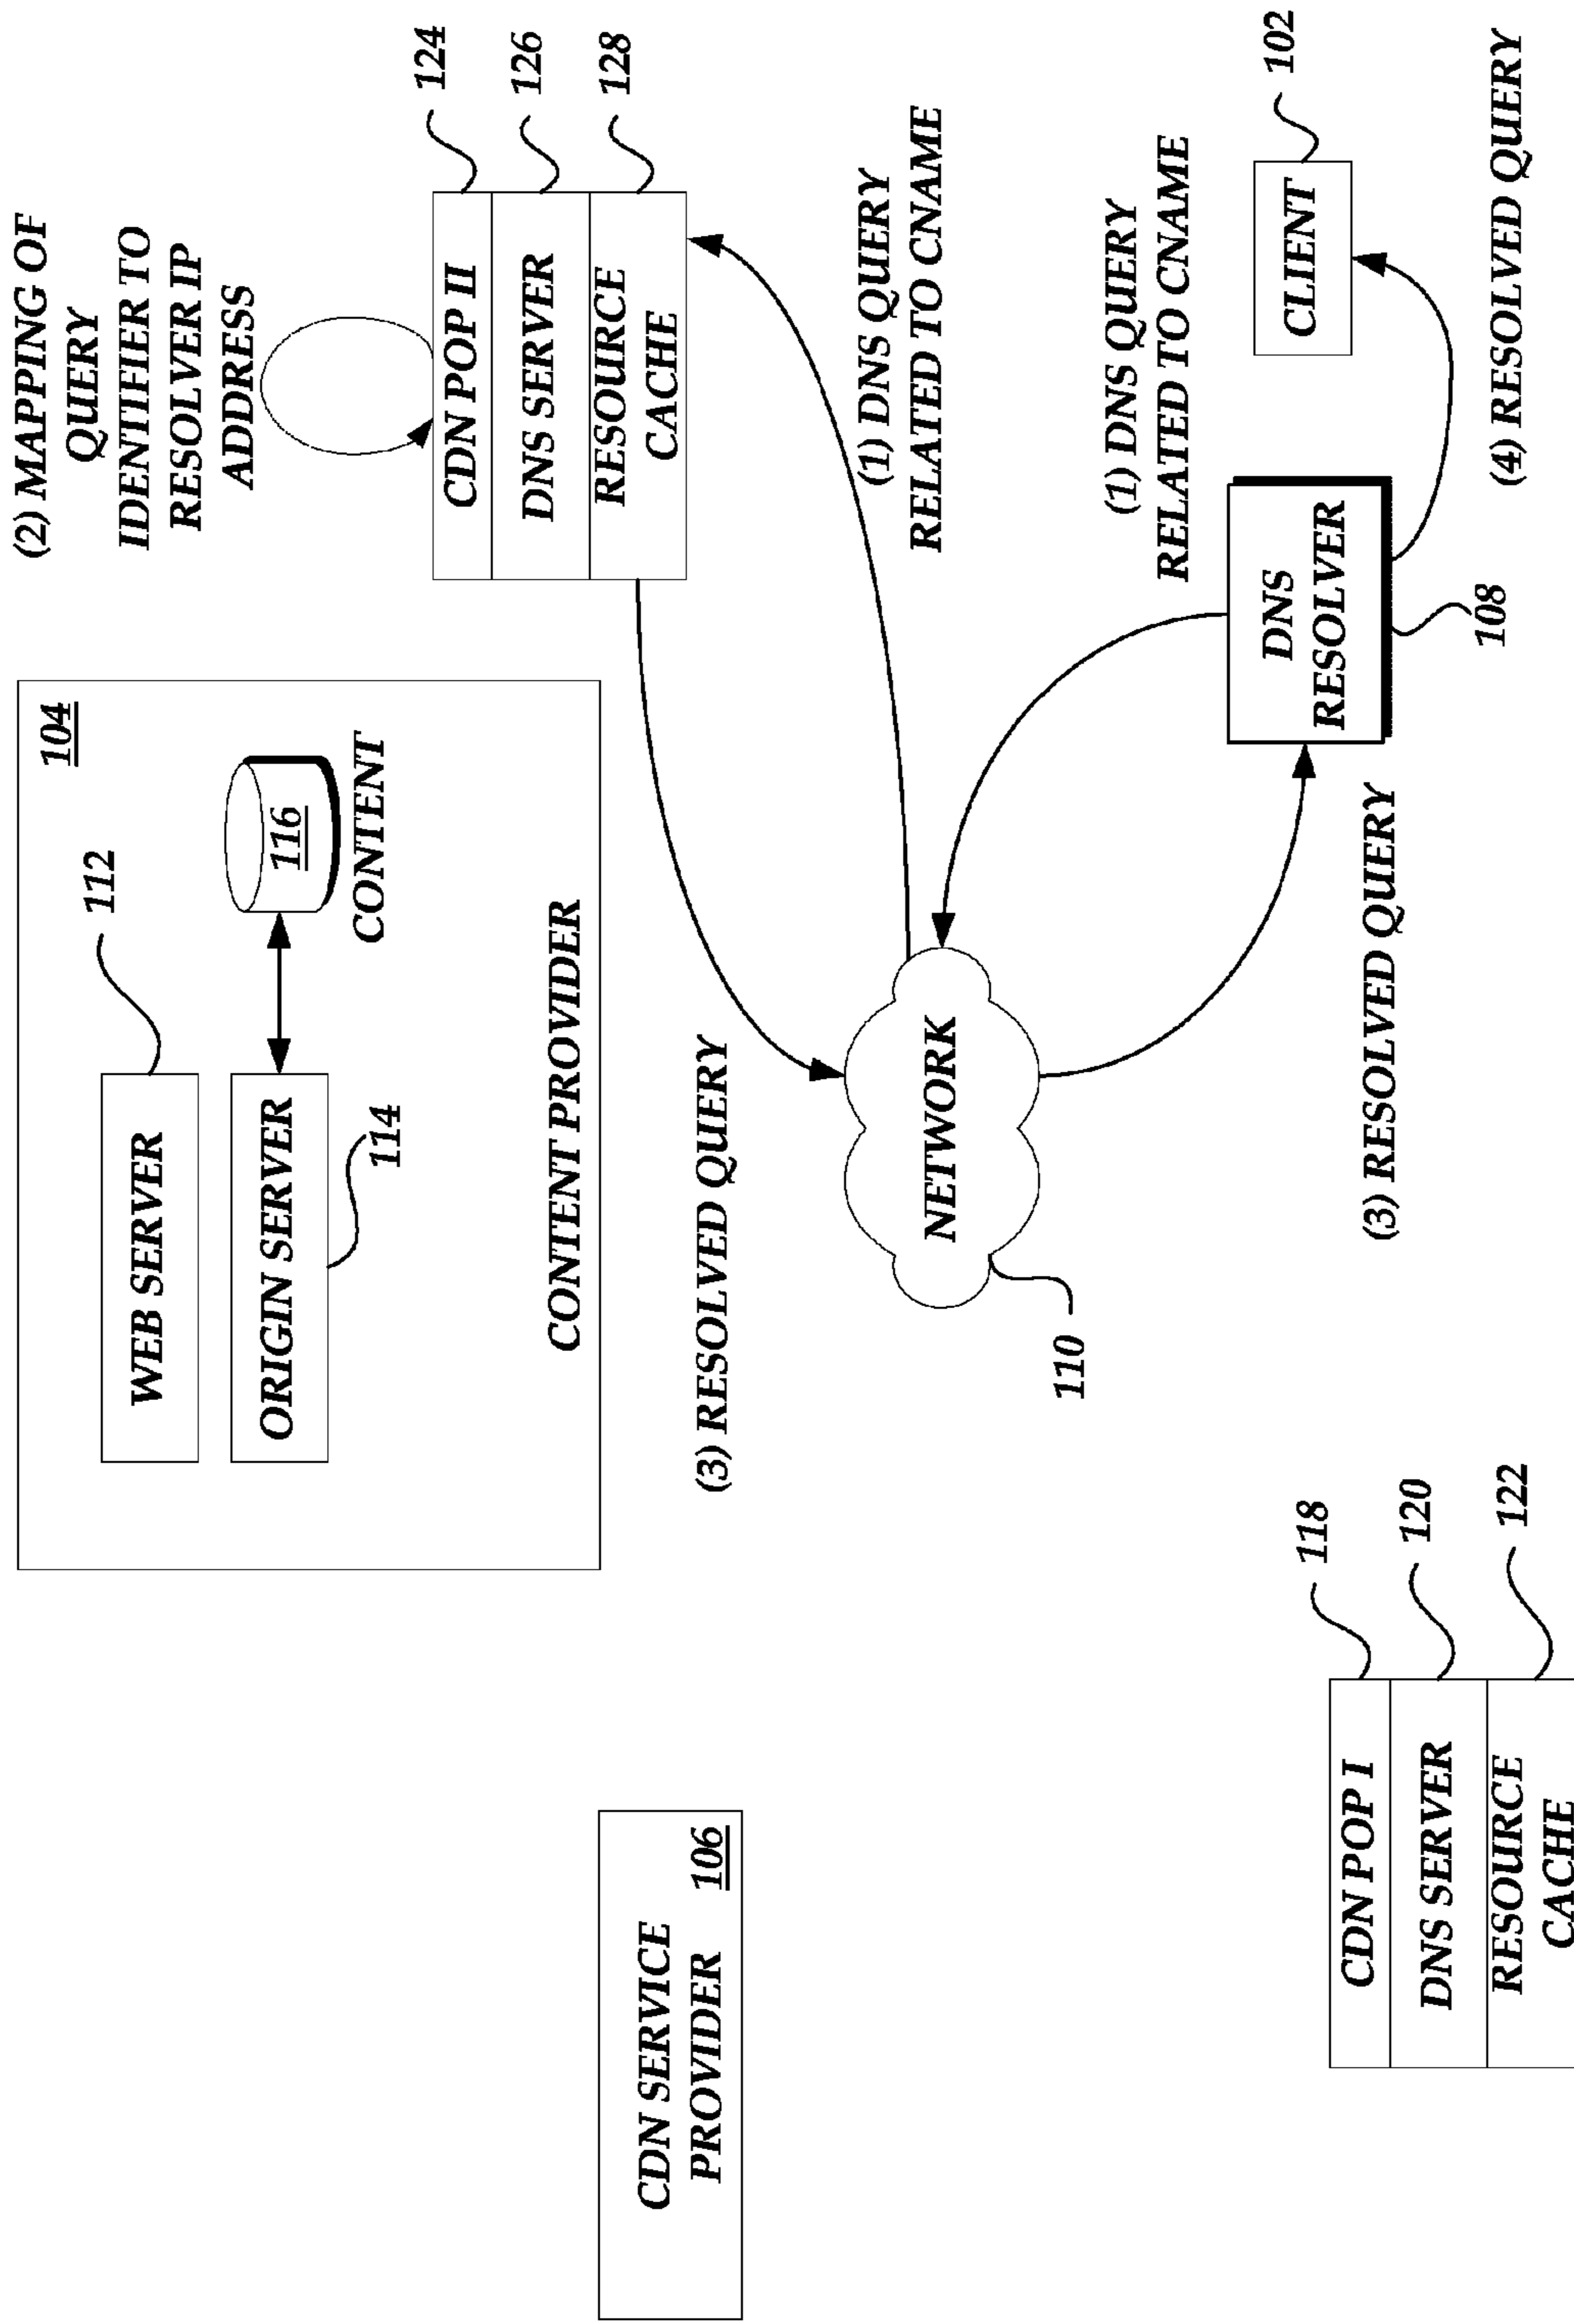 CDN SERVICE
PROVIDER
106
104
WEB SERVER
112
ORIGIN SERVER
114
116
CONTENT
CONTENT PROVIDER
(2) MAPPING OF
QUERY
IDENTIFIER TO
RESOLVER IP
ADDRESS
CDN POP II
124
DNS SERVER
126
RESOURCE
CACHE
128
(3) RESOLVED QUERY
(1) DNS QUERY
RELATED TO CNAME
NETWORK
110
(1) DNS QUERY
RELATED TO CNAME
CDN POP I
118
DNS SERVER
120
RESOURCE
CACHE
122
(3) RESOLVED QUERY
DNS
RESOLVER
108
CLIENT
102
(4) RESOLVED QUERY